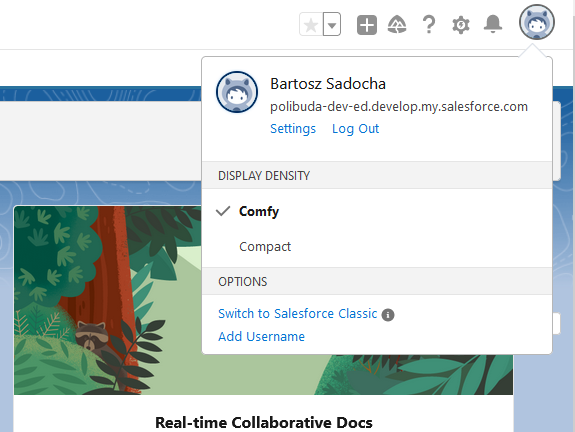 Bartosz Sadocha
polibuda-dev-ed.develop.my.salesforce.com
Settings Log Out
DISPLAY DENSITY
Comfy
Compact
OPTIONS
Switch to Salesforce Classic
Add Username
Real-time Collaborative Docs